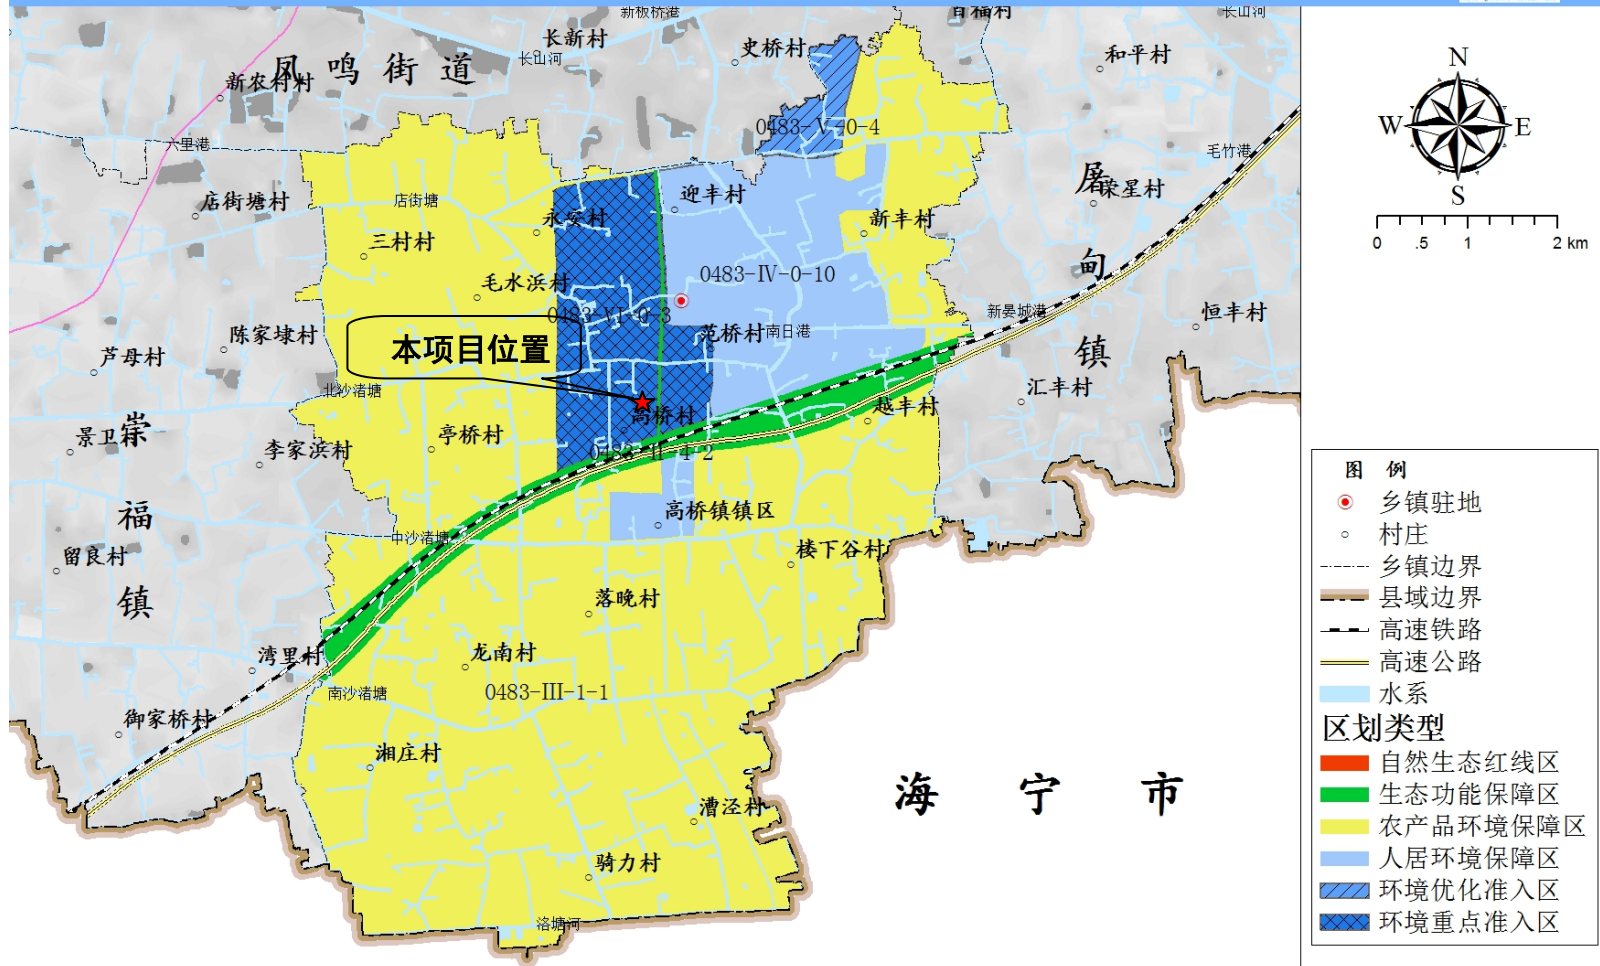 新板桥港
百福村
长山河
长新村
史桥村
长山河
和平村
凤鸣街道
新农村村
N
W
E
S
0483-V-0-4
六里港
毛竹港
屠甸镇
荣星村
店街塘村
店街塘
迎丰村
永安村
新丰村
三村村
0483-IV-0-10
毛水浜村
0 .5 1 2 km
0483-VI-0-3
新晏城港
恒丰村
陈家埭村
范桥村
南日港
本项目位置
芦母村
北沙渚塘
汇丰村
越丰村
高桥村
崇福镇
景卫村
亭桥村
李家浜村
0483-II-4-2
高桥镇镇区
中沙渚塘
楼下谷村
留良村
落晚村
湾里村
龙南村
南沙渚塘
0483-III-1-1
御家桥村
湘庄村
海宁市
漕泾村
骑力村
洛塘河
图 例
乡镇驻地
村庄
乡镇边界
县域边界
高速铁路
高速公路
水系
区划类型
自然生态红线区
生态功能保障区
农产品环境保障区
人居环境保障区
环境优化准入区
环境重点准入区